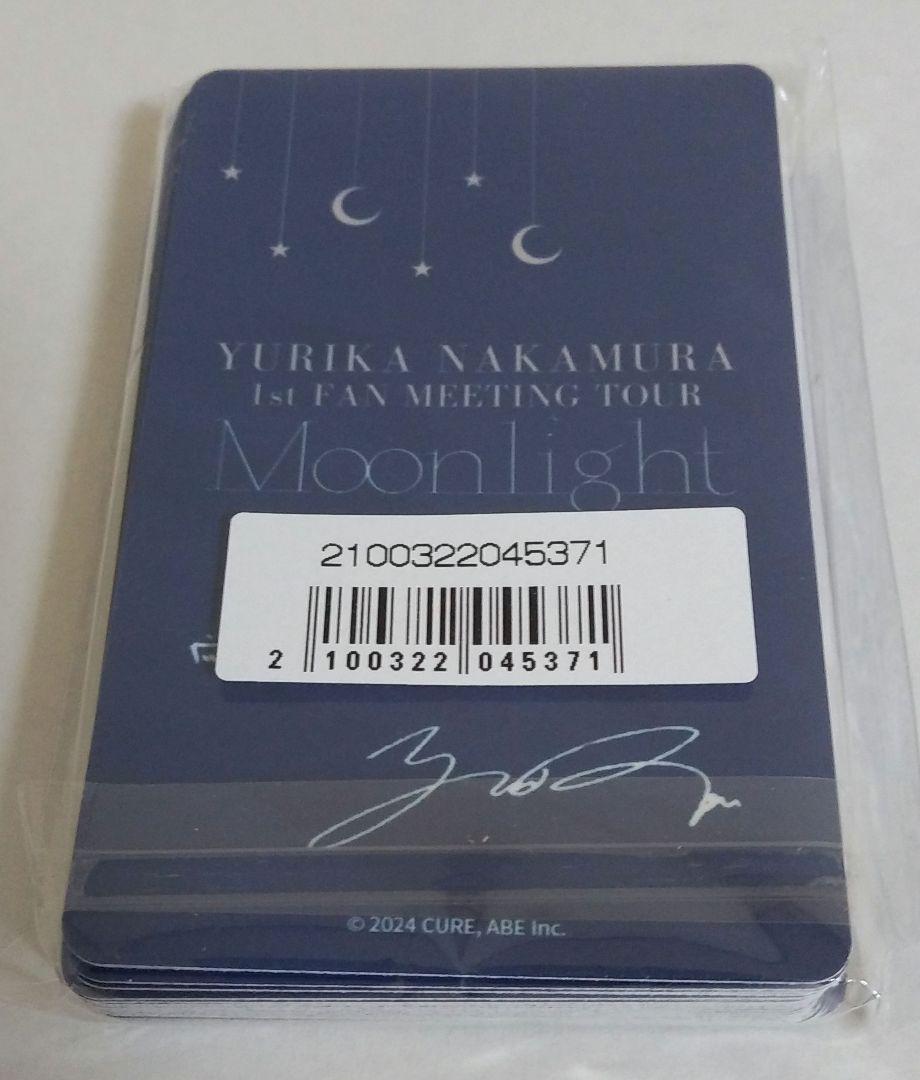 YURIKA NAKAMURA
1st FAN MEETING TOUR
Moonlight
2100322045371
2 100322 045371
© 2024 CURE, ABE Inc.